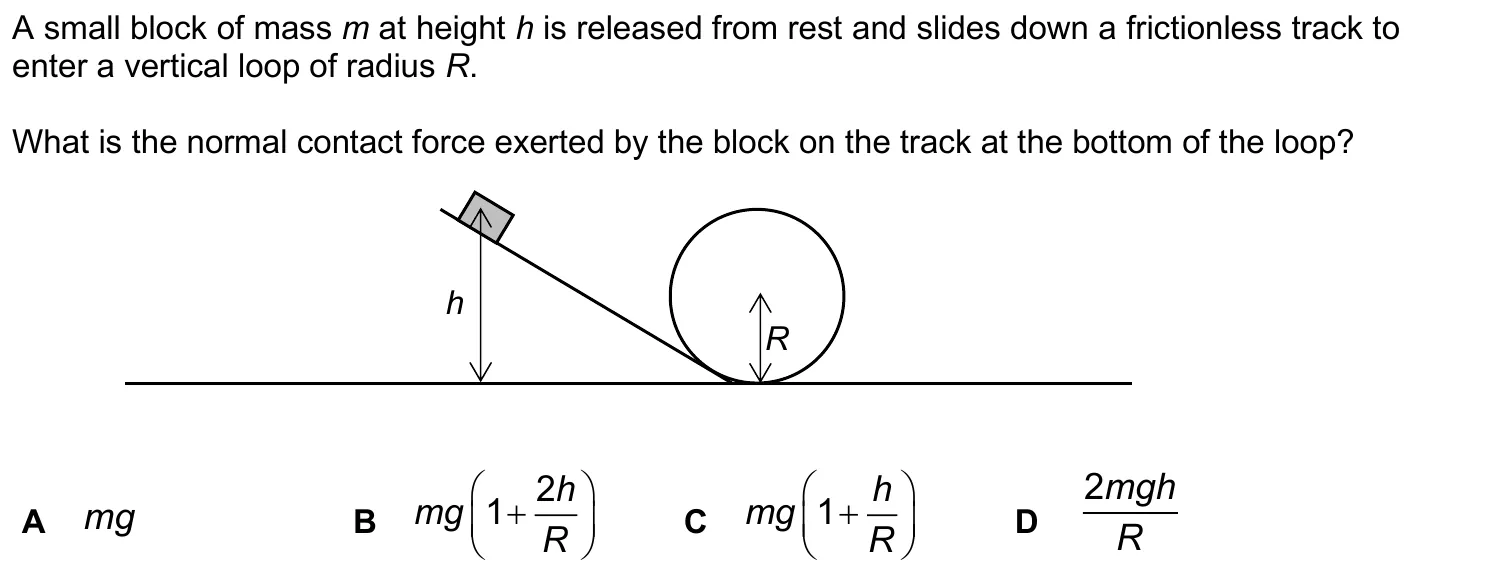 A small block of mass m at height h is released from rest and slides down a frictionless track to
enter a vertical loop of radius R.
What is the normal contact force exerted by the block on the track at the bottom of the loop?
h
R
A mg B mg(1+2h/R) C mg(1+h/R) D 2mgh/R